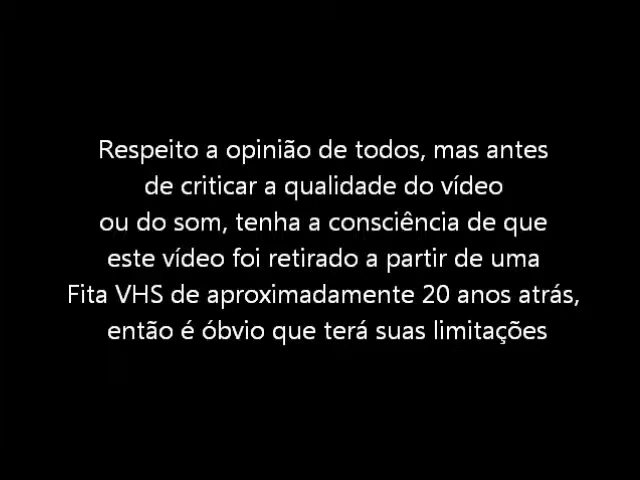 Respeito a opinião de todos, mas antes
de criticar a qualidade do vídeo
ou do som, tenha a consciência de que
este vídeo foi retirado a partir de uma
Fita VHS de aproximadamente 20 anos atrás,
então é óbvio que terá suas limitações